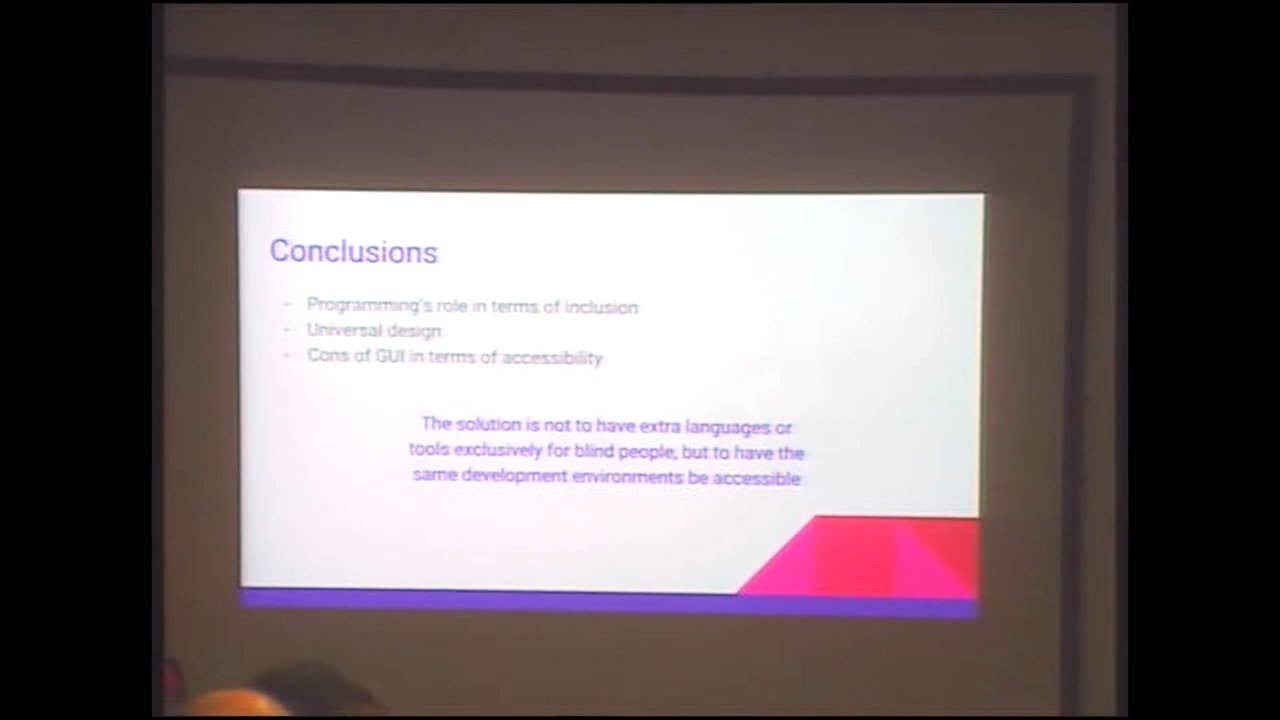 Conclusions
- Programming's role in terms of inclusion
- Universal design
- Cons of GUI in terms of accessibility
The solution is not to have extra languages or
tools exclusively for blind people, but to have the
same development environments be accessible